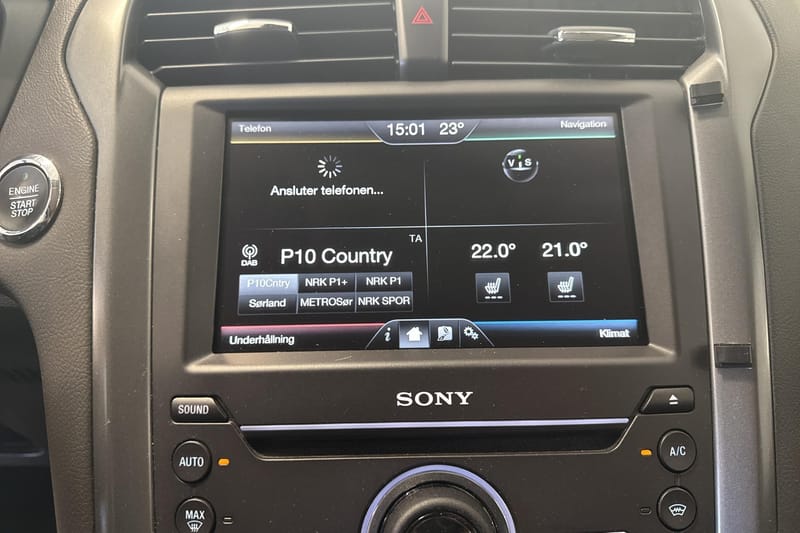 Telefon
15:01 23°
Navigation
Ansluter telefonen...
V S
DAB
P10 Country
TA
P10Cntry NRK P1+ NRK P1
Sørland METROSør NRK SPOR
22.0° 21.0°
Underhållning
i
Klimat
ENGINE
START
STOP
SONY
SOUND
AUTO
A/C
MAX